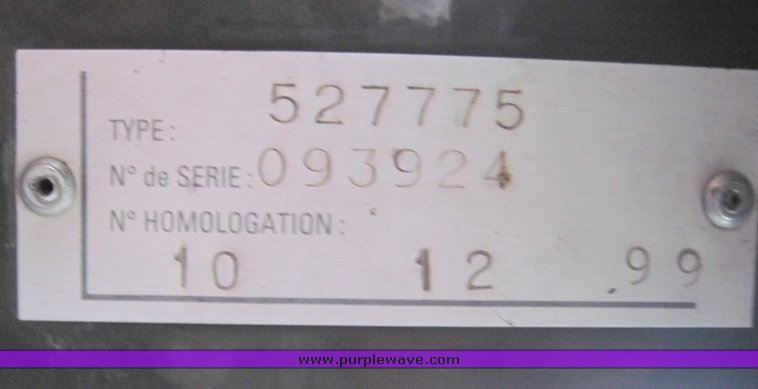 TYPE: 527775
N° de SERIE: 093924
N° HOMOLOGATION:
10 12 .99
www.purplewave.com